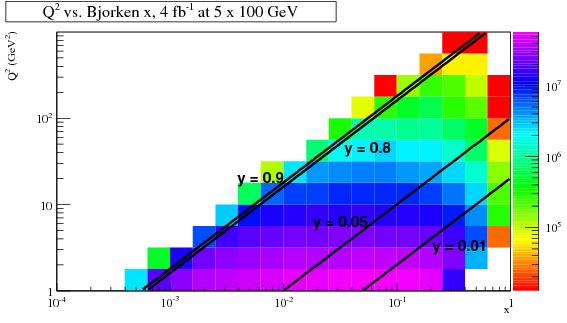 Q² vs. Bjorken x, 4 fb⁻¹ at 5 x 100 GeV
Q² (GeV²)
10²
10
1
10⁻⁴
10⁻³
10⁻²
10⁻¹
1
x
y = 0.9
y = 0.8
y = 0.05
y = 0.01
10⁷
10⁶
10⁵